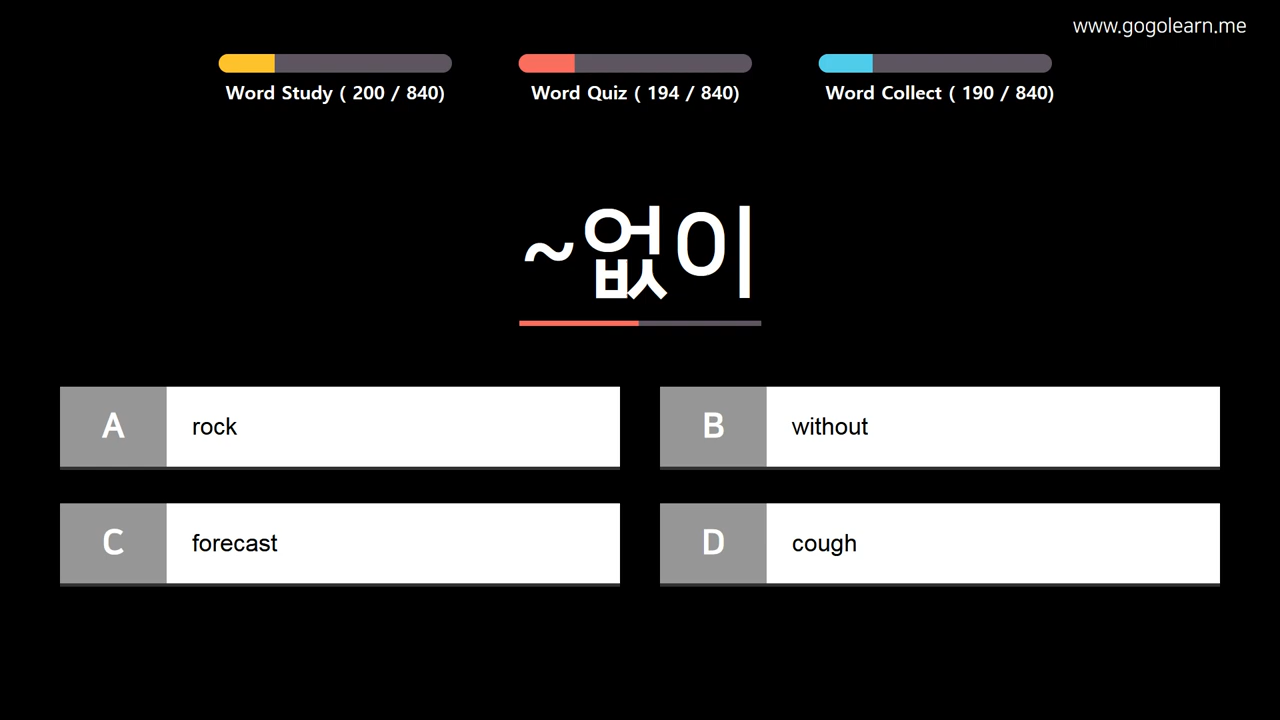 www.gogolearn.me
Word Study ( 200 / 840)
Word Quiz ( 194 / 840)
Word Collect ( 190 / 840)
~없이
A rock
B without
C forecast
D cough